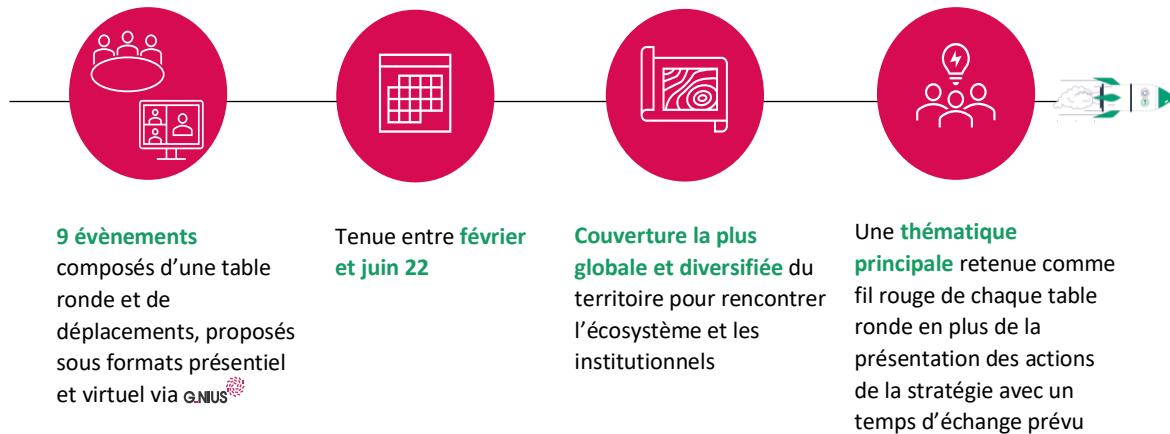 9 évènements
composés d’une table
ronde et de
déplacements, proposés
sous formats présentiel
et virtuel via G_NIUS
Tenue entre février
et juin 22
Couverture la plus
globale et diversifiée du
territoire pour rencontrer
l’écosystème et les
institutionnels
Une thématique
principale retenue comme
fil rouge de chaque table
ronde en plus de la
présentation des actions
de la stratégie avec un
temps d’échange prévu